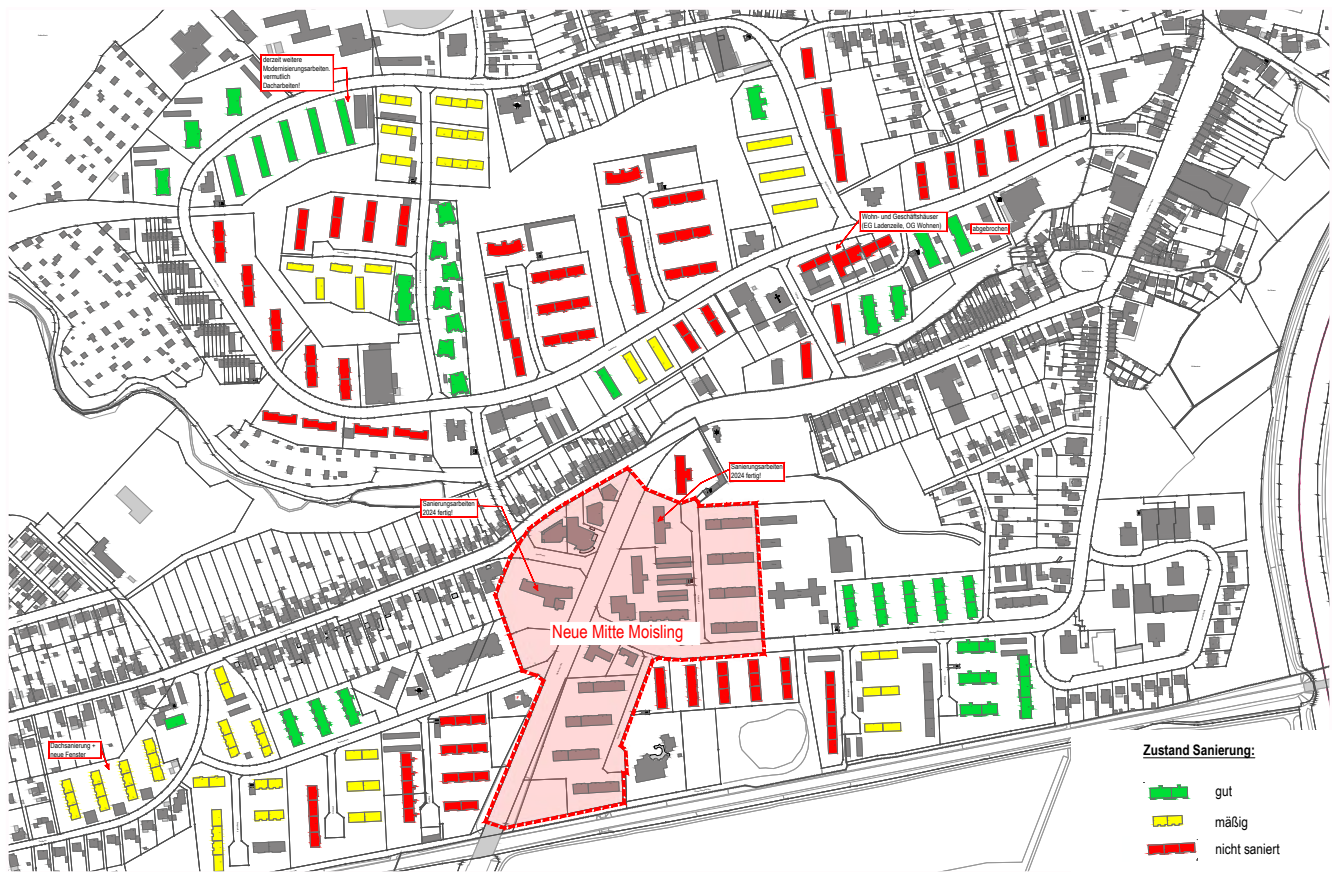 derzeit weitere
Modernisierungsarbeiten.
vermutlich
Dacharbeiten!
Wohn- und Geschäftshäuser
(EG Ladenzeile, OG Wohnen)
abgebrochen
Sanierungsarbeiten
2024 fertig!
Sanierungsarbeiten
2024 fertig!
Neue Mitte Moisling
Dachsanierung +
neue Fenster
Zustand Sanierung:
gut
mäßig
nicht saniert